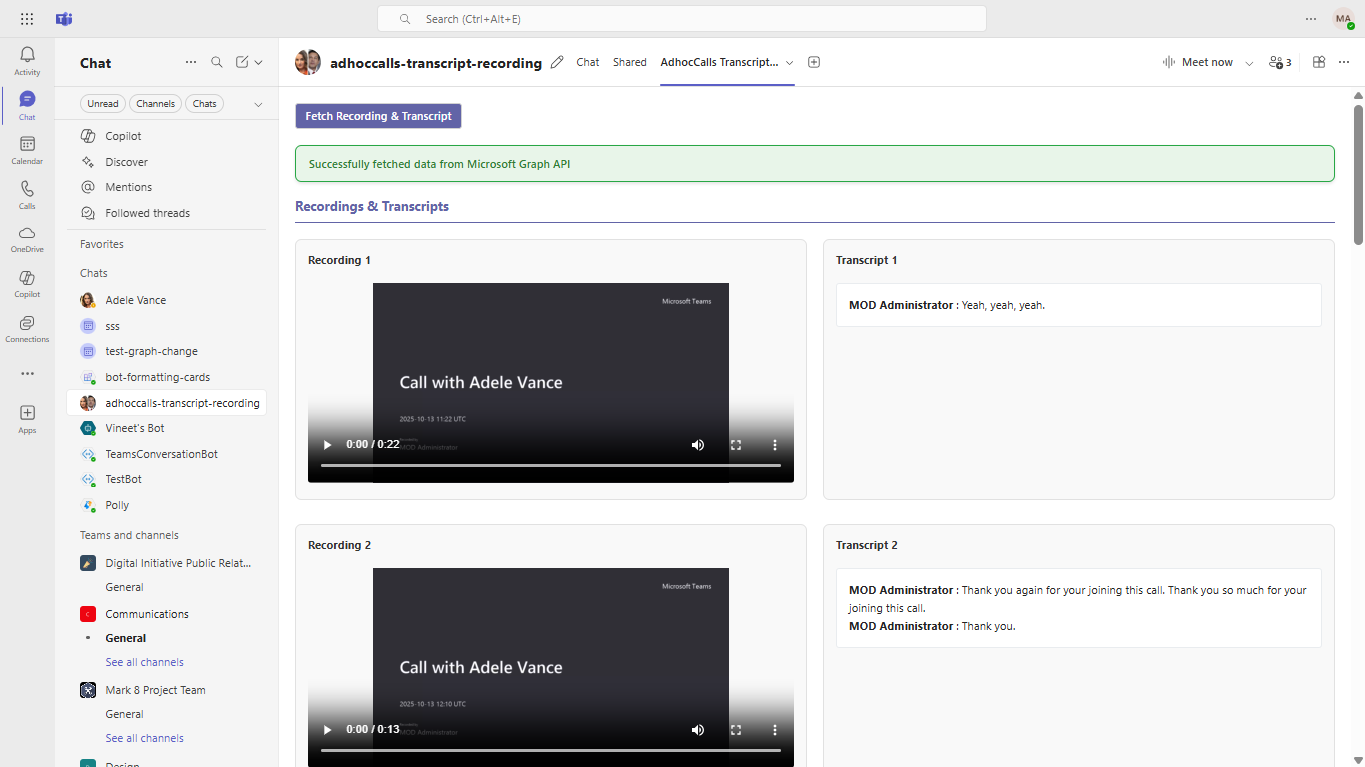 Search (Ctrl+Alt+E)
MA
Activity
Chat
Calendar
Calls
OneDrive
Copilot
Connections
Apps
Chat
Unread
Channels
Chats
Copilot
Discover
Mentions
Followed threads
Favorites
Chats
Adele Vance
sss
test-graph-change
bot-formatting-cards
adhoccalls-transcript-recording
Vineet's Bot
TeamsConversationBot
TestBot
Polly
Teams and channels
Digital Initiative Public Relat...
General
C Communications
General
See all channels
Mark 8 Project Team
General
See all channels
Design
adhoccalls-transcript-recording
Chat
Shared
AdhocCalls Transcript...
Meet now
3
Fetch Recording & Transcript
Successfully fetched data from Microsoft Graph API
Recordings & Transcripts
Recording 1
Microsoft Teams
Call with Adele Vance
2025-10-13 11:22 UTC
MOD Administrator
0:00 / 0:22
Transcript 1
MOD Administrator : Yeah, yeah, yeah.
Recording 2
Microsoft Teams
Call with Adele Vance
2025-10-13 12:10 UTC
MOD Administrator
0:00 / 0:13
Transcript 2
MOD Administrator : Thank you again for your joining this call. Thank you so much for your
joining this call.
MOD Administrator : Thank you.